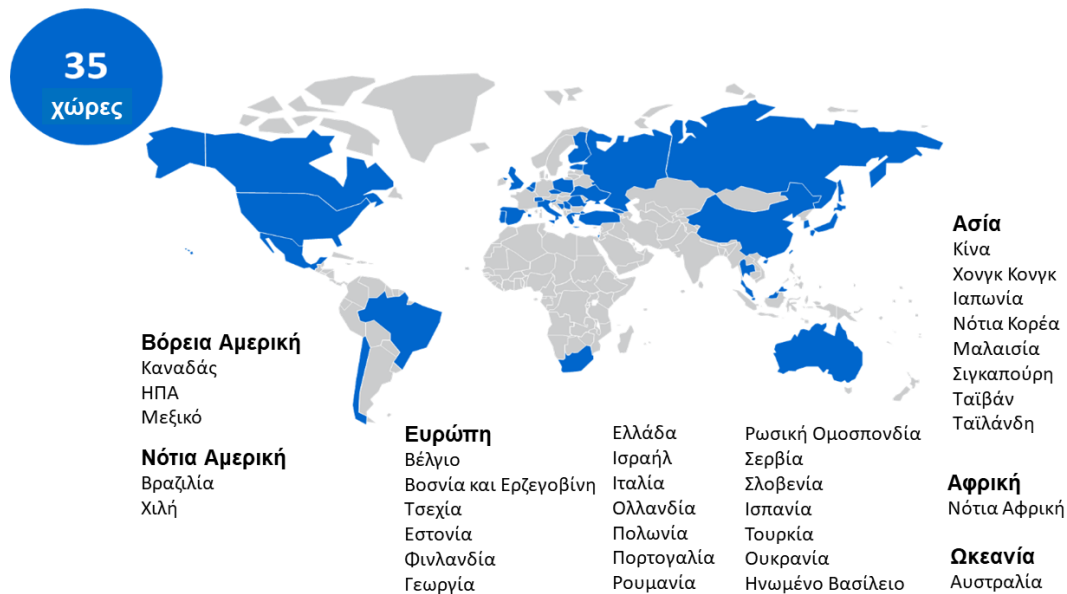 35
χώρες
Βόρεια Αμερική
Καναδάς
ΗΠΑ
Μεξικό
Νότια Αμερική
Βραζιλία
Χιλή
Ευρώπη
Βέλγιο
Βοσνία και Ερζεγοβίνη
Τσεχία
Εστονία
Φινλανδία
Γεωργία
Ελλάδα
Ισραήλ
Ιταλία
Ολλανδία
Πολωνία
Πορτογαλία
Ρουμανία
Ρωσική Ομοσπονδία
Σερβία
Σλοβενία
Ισπανία
Τουρκία
Ουκρανία
Ηνωμένο Βασίλειο
Ασία
Κίνα
Χονγκ Κονγκ
Ιαπωνία
Νότια Κορέα
Μαλαισία
Σιγκαπούρη
Ταϊβάν
Ταϊλάνδη
Αφρική
Νότια Αφρική
Ωκεανία
Αυστραλία